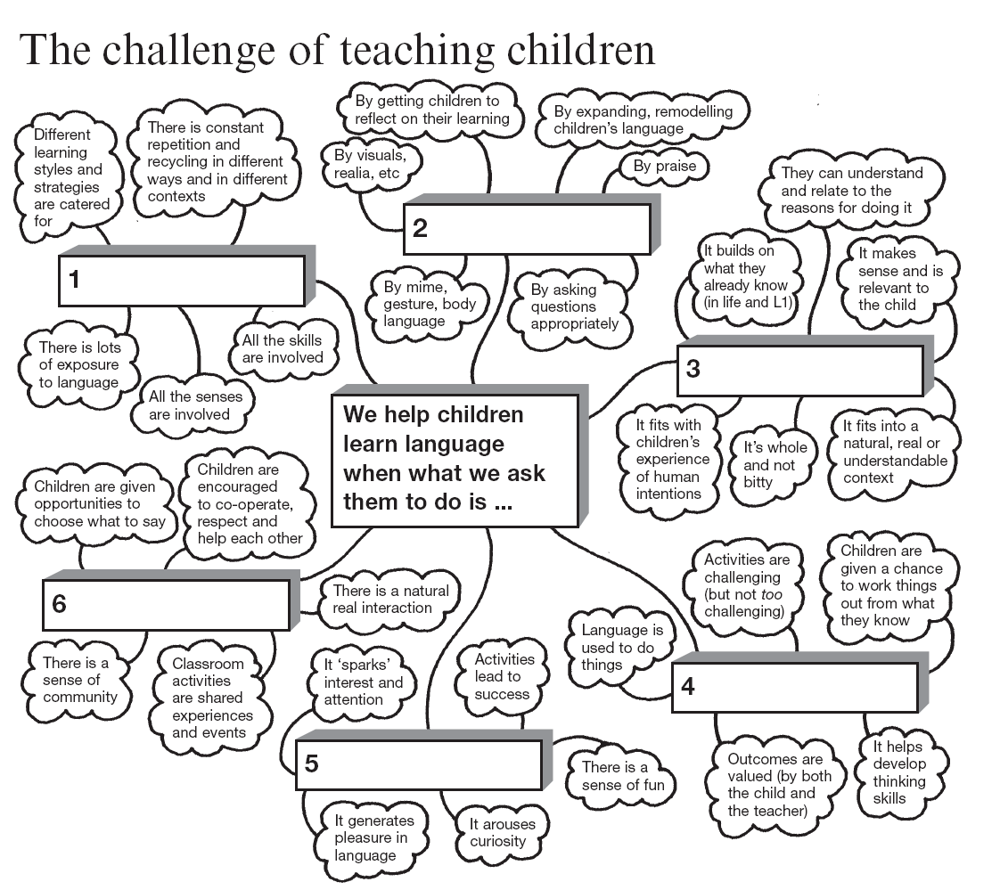 The challenge of teaching children
Different
learning
styles and
strategies
are catered
for
There is constant
repetition and
recycling in different
ways and in different
contexts
1
There is lots
of exposure
to language
All the senses
are involved
All the skills
are involved
By getting children to
reflect on their learning
By expanding, remodelling
children's language
By visuals,
realia, etc
By praise
2
By mime,
gesture, body
language
By asking
questions
appropriately
They can understand
and relate to the
reasons for doing it
It builds on
what they
already know
(in life and L1)
It makes
sense and is
relevant to
the child
3
It fits with
children's
experience
of human
intentions
It's whole
and not
bitty
It fits into a
natural, real or
understandable
context
We help children
learn language
when what we ask
them to do is ...
Children are given
opportunities to
choose what to say
Children are
encouraged
to co-operate,
respect and
help each other
6
There is a natural
real interaction
There is a
sense of
community
Classroom
activities
are shared
experiences
and events
It 'sparks'
interest and
attention
Activities
lead to
success
5
There is a
sense of fun
It generates
pleasure in
language
It arouses
curiosity
Activities are
challenging
(but not too
challenging)
Children are
given a chance
to work things
out from what
they know
Language is
used to do
things
4
Outcomes are
valued (by both
the child and
the teacher)
It helps
develop
thinking
skills